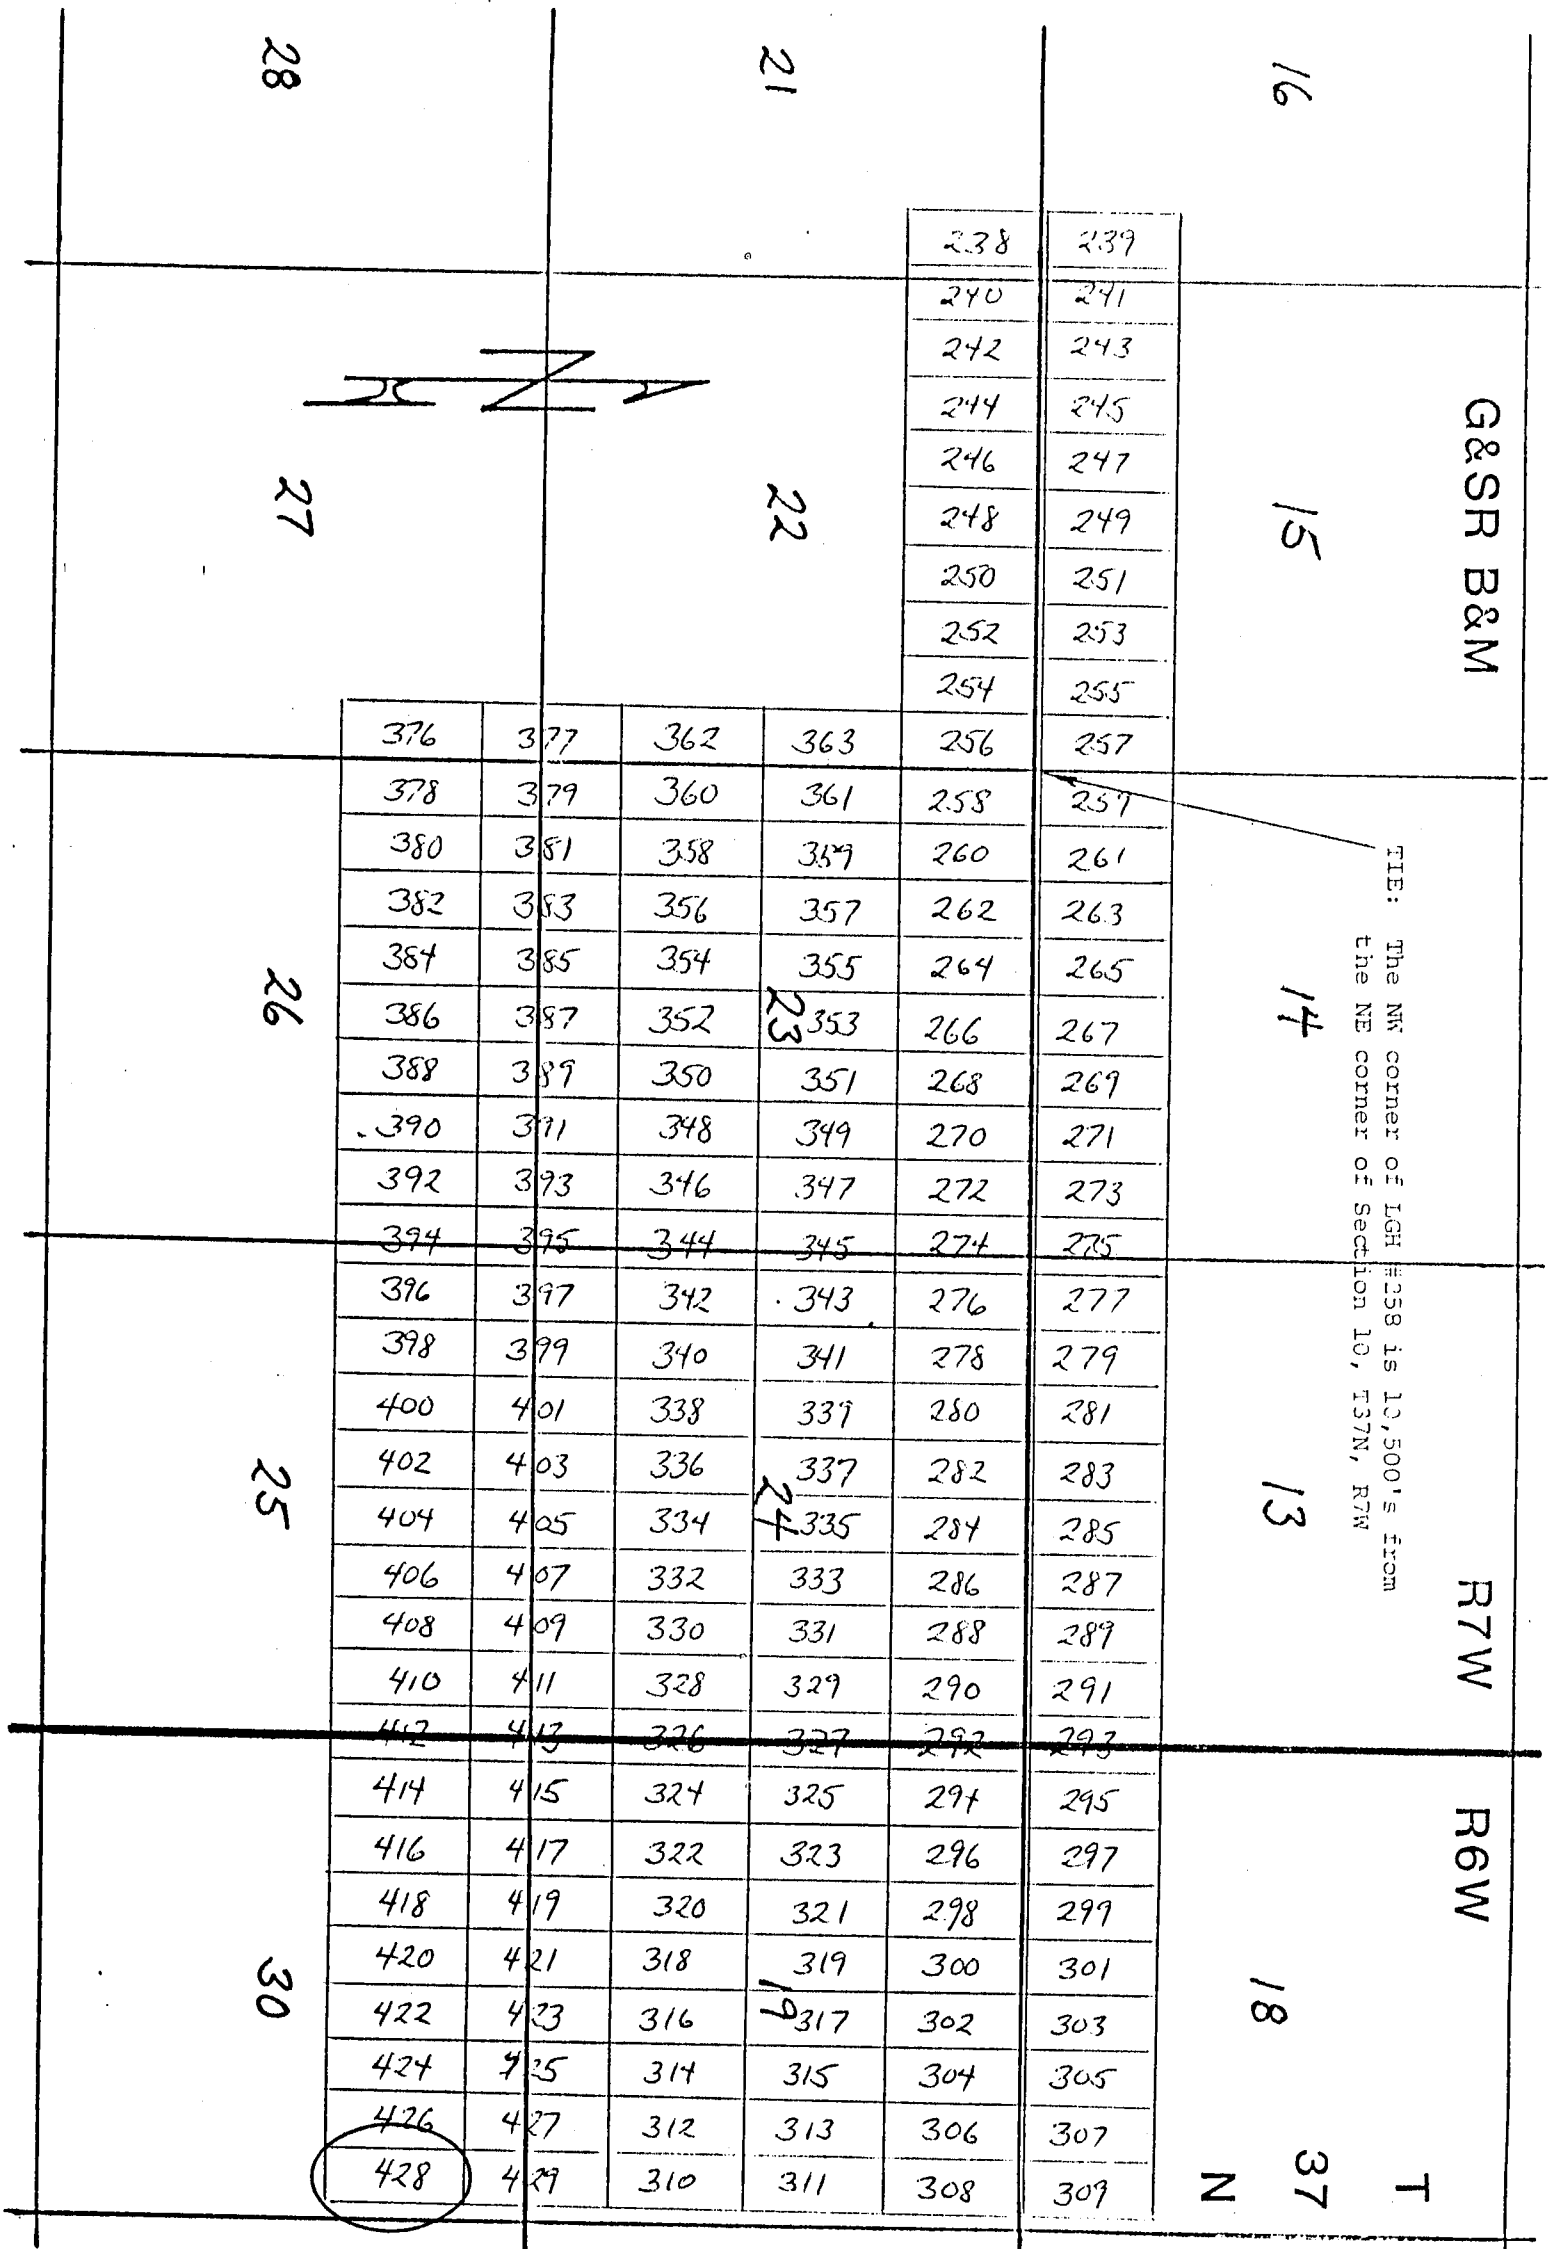 G&SR B&M R7W R6W
T
37
N
TIE: The NW corner of LGH #258 is 10,500's from
the NE corner of Section 10, T37N, R7W
16 15 14 13 18
21 22 23 24 19
28 27 26 25 30
238 239
240 241
242 243
244 245
246 247
248 249
250 251
252 253
254 255
376 377 362 363 256 257
378 379 360 361 258 259
380 381 358 359 260 261
382 383 356 357 262 263
384 385 354 355 264 265
386 387 352 353 266 267
388 389 350 351 268 269
390 391 348 349 270 271
392 393 346 347 272 273
394 395 344 345 274 275
396 397 342 343 276 277
398 399 340 341 278 279
400 401 338 339 280 281
402 403 336 337 282 283
404 405 334 335 284 285
406 407 332 333 286 287
408 409 330 331 288 289
410 411 328 329 290 291
412 413 326 327 292 293
414 415 324 325 294 295
416 417 322 323 296 297
418 419 320 321 298 299
420 421 318 319 300 301
422 423 316 317 302 303
424 425 314 315 304 305
426 427 312 313 306 307
428 429 310 311 308 309
N